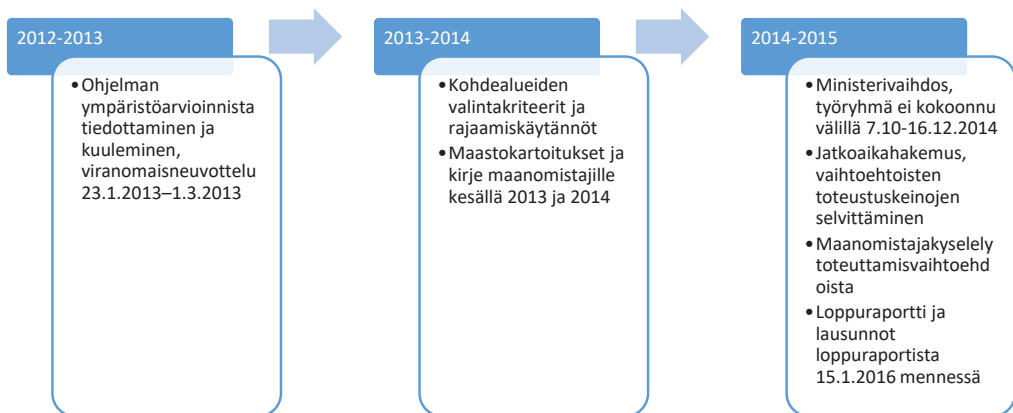 2012-2013
•Ohjelman
ympäristöarvioinnista
tiedottaminen ja
kuuleminen,
viranomaisneuvottelu
23.1.2013–1.3.2013
2013-2014
•Kohdealueiden
valintakriteerit ja
rajaamiskäytännöt
•Maastokartoitukset ja
kirje maanomistajille
kesällä 2013 ja 2014
2014-2015
•Ministerivaihdos,
työryhmä ei kokoonnu
välillä 7.10-16.12.2014
•Jatkoaikahakemus,
vaihtoehtoisten
toteustuskeinojen
selvittäminen
•Maanomistajakyselely
toteuttamisvaihtoehd
oista
•Loppuraportti ja
lausunnot
loppuraportista
15.1.2016 mennessä